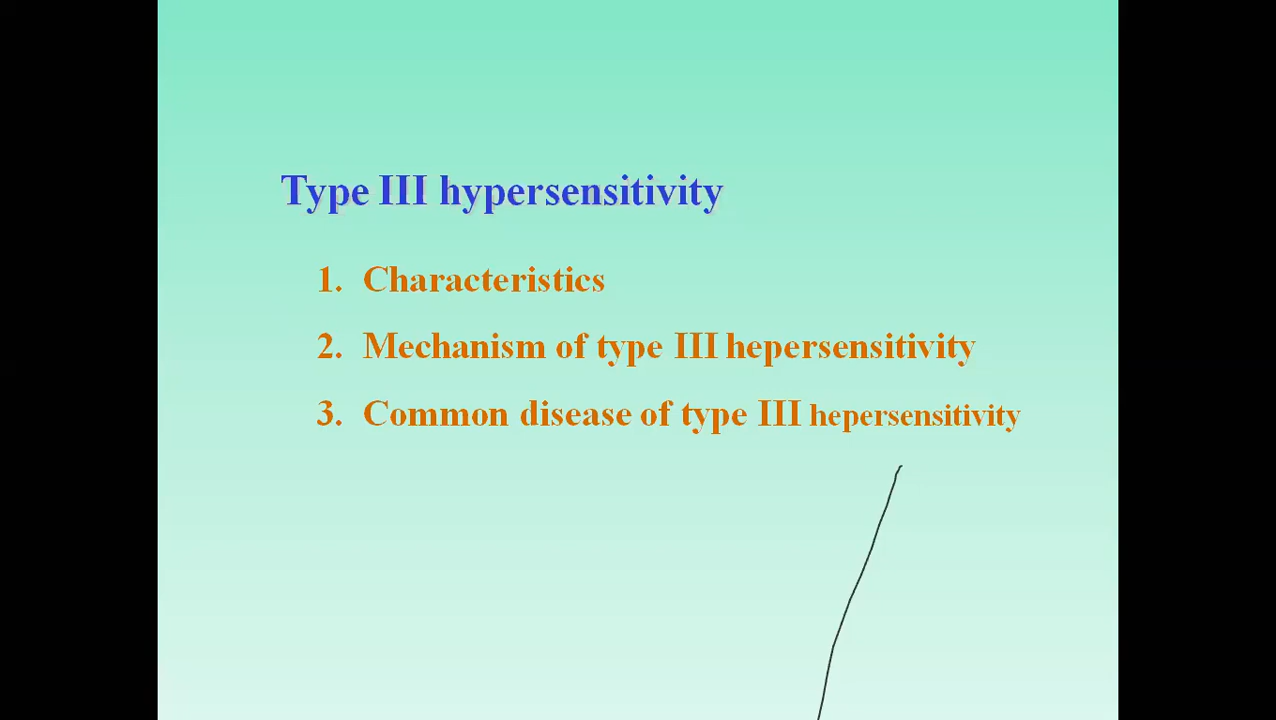 Type III hypersensitivity
1. Characteristics
2. Mechanism of type III hepersensitivity
3. Common disease of type III hepersensitivity